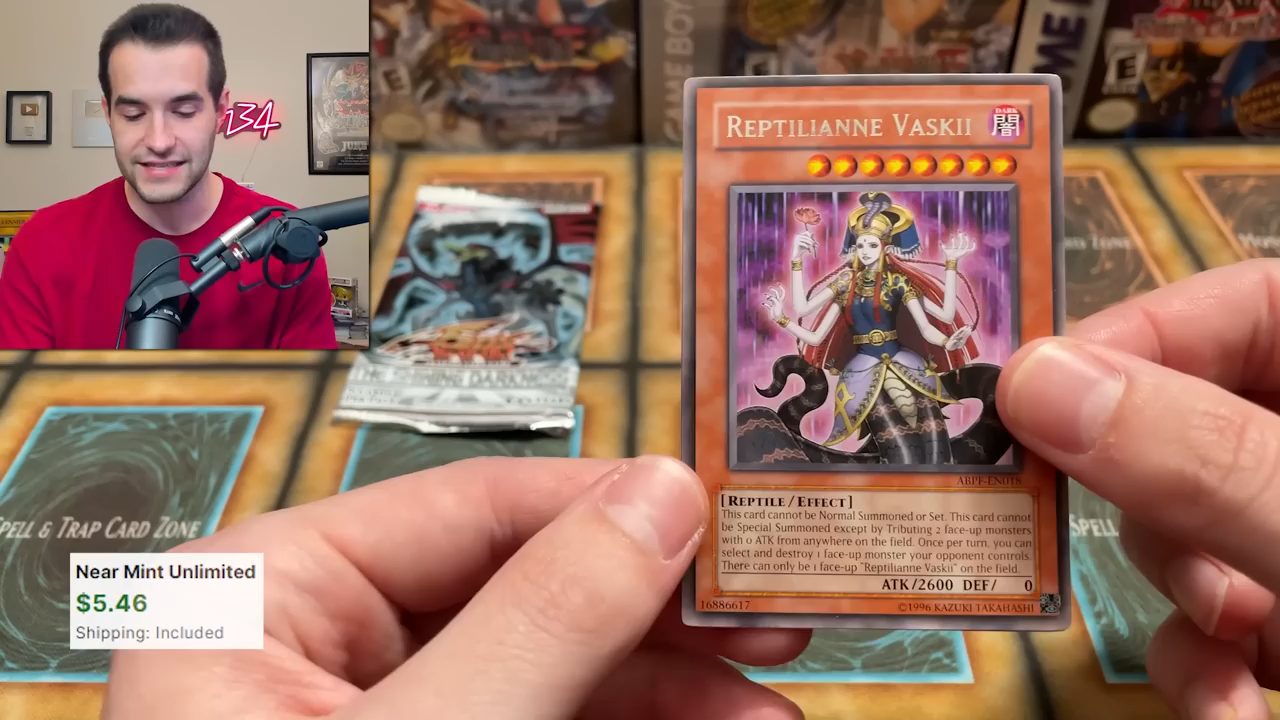 134
GAME BOY
E
E
REPTILIANNE VASKII
DARK
闇
ABPF-EN018
[REPTILE/EFFECT]
This card cannot be Normal Summoned or Set. This card cannot
be Special Summoned except by Tributing 2 face-up monsters
with 0 ATK from anywhere on the field. Once per turn, you can
select and destroy 1 face-up monster your opponent controls.
There can only be 1 face-up "Reptilianne Vaskii" on the field.
ATK/2600 DEF/ 0
16886617
©1996 KAZUKI TAKAHASHI
SPELL & TRAP CARD ZONE
SPELL
Near Mint Unlimited
$5.46
Shipping: Included